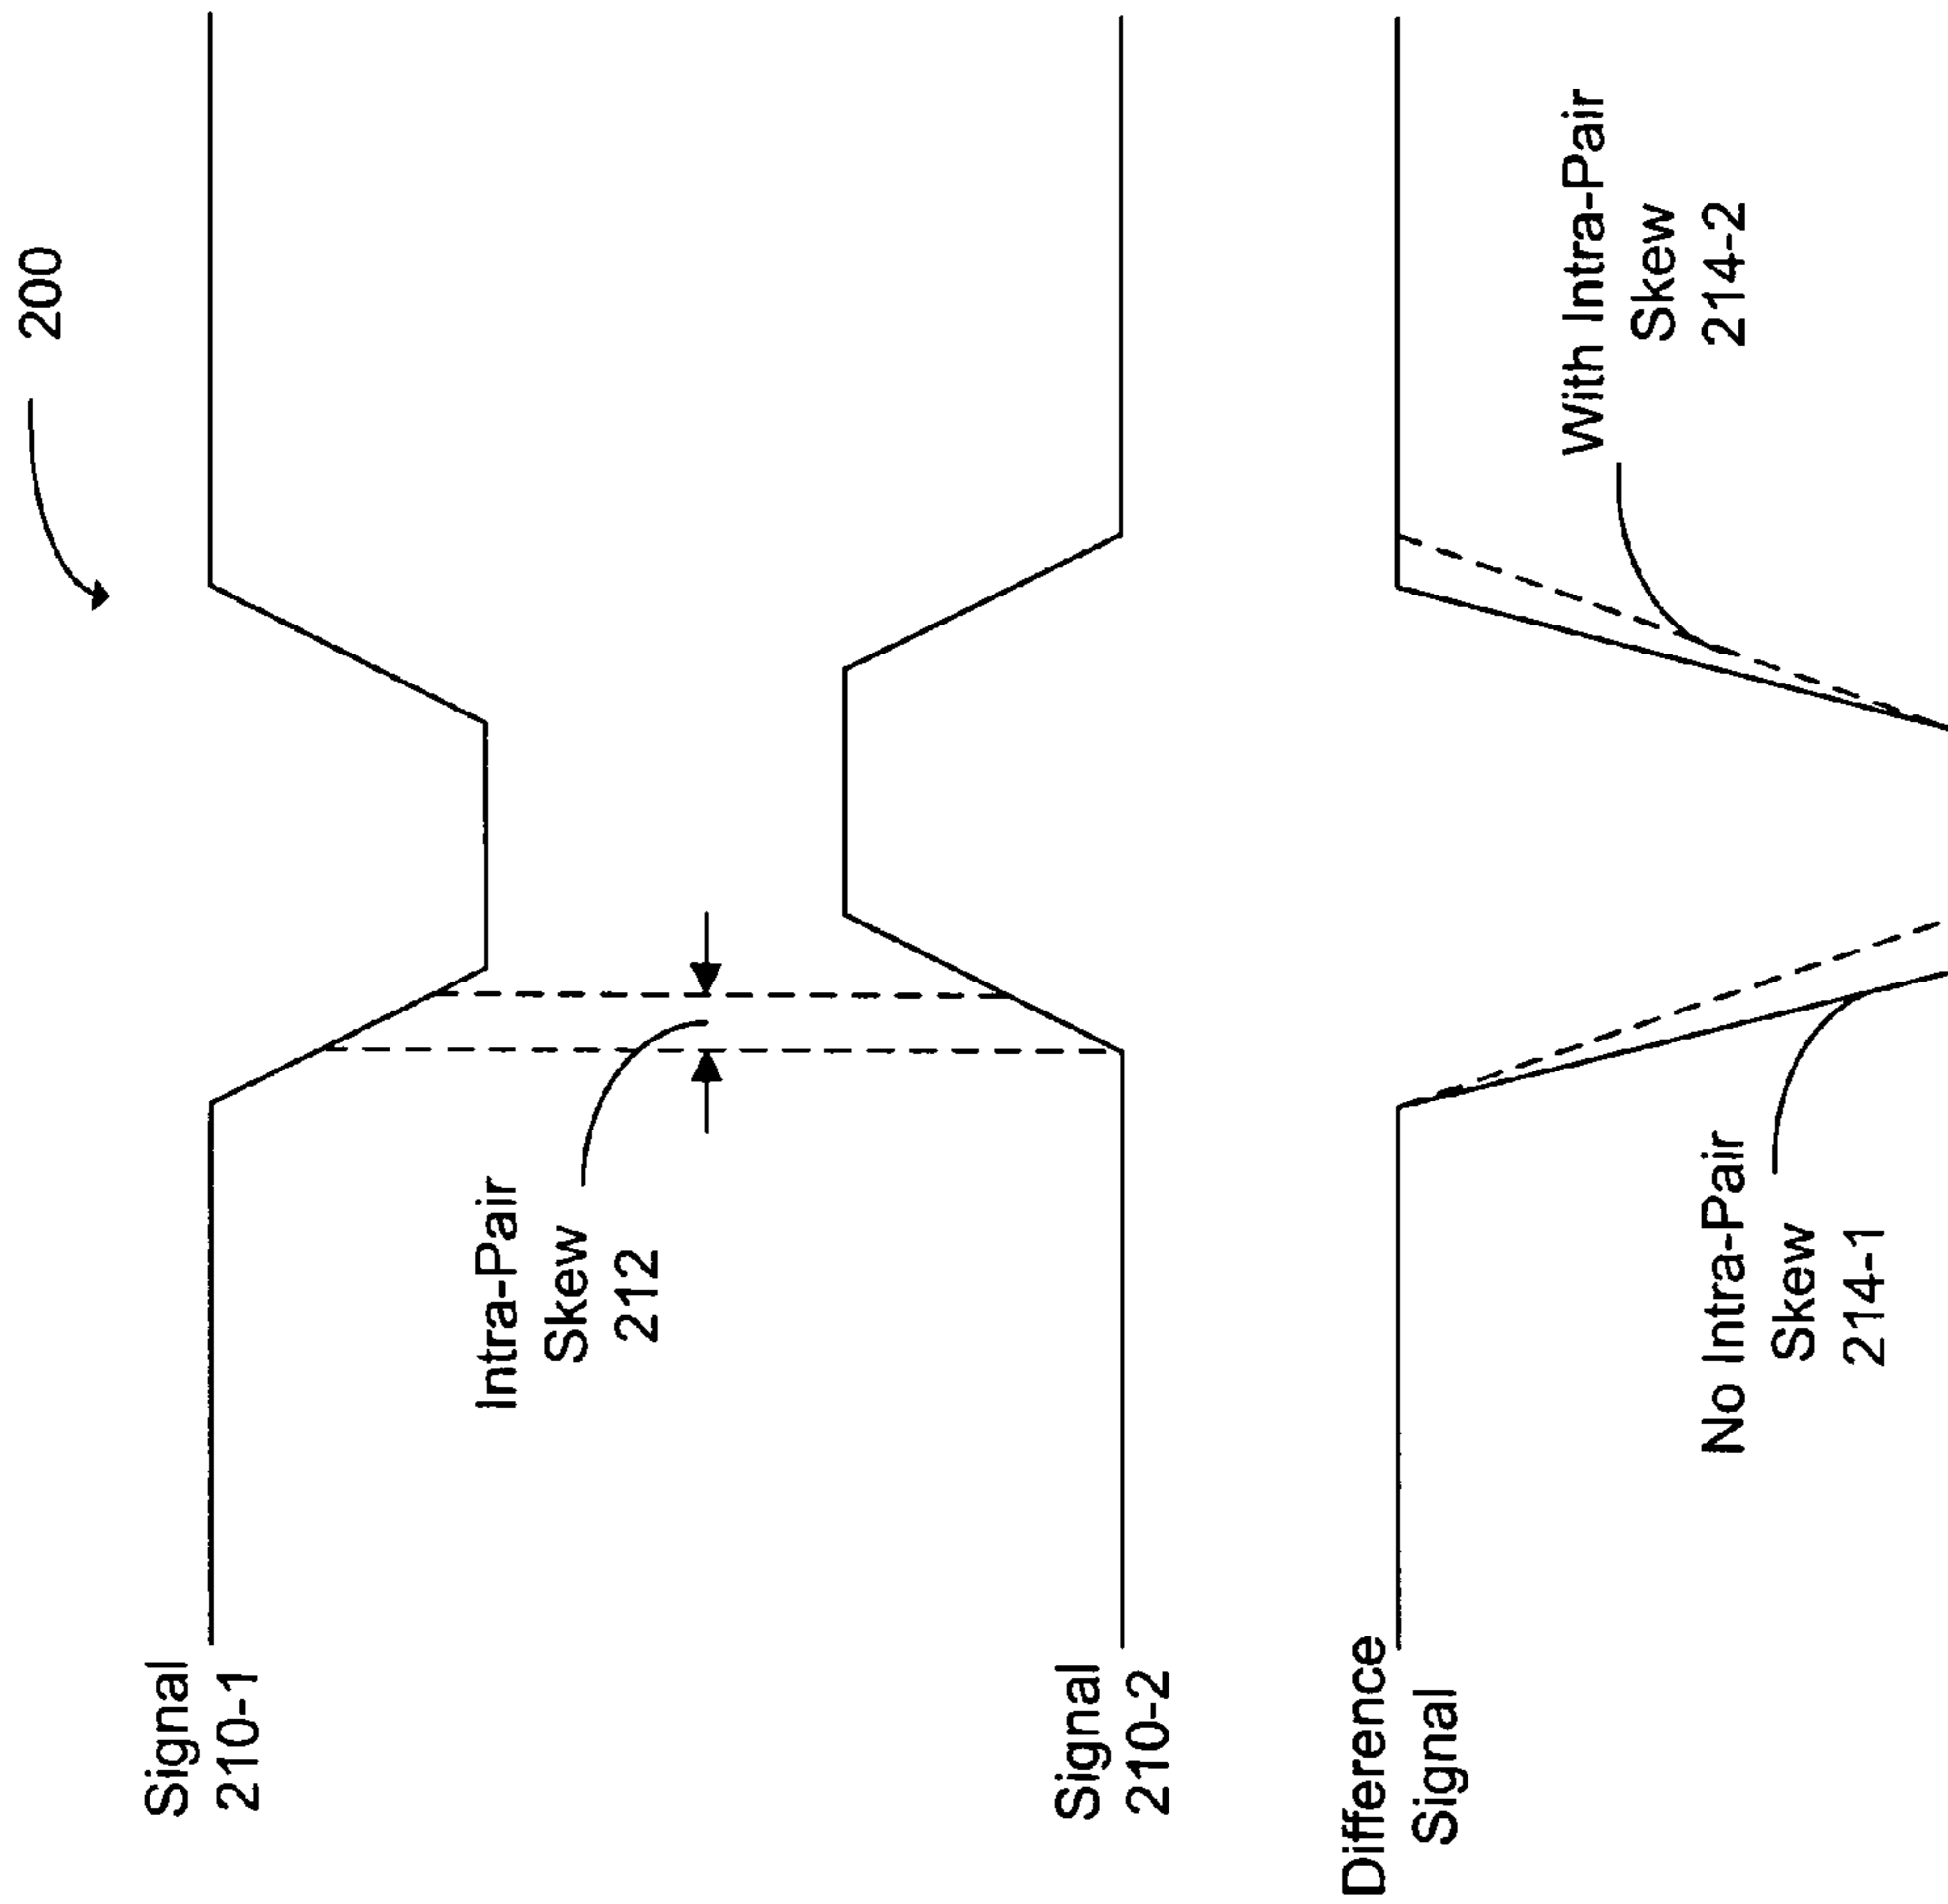 200
Signal
210-1
Intra-Pair
Skew
212
Signal
210-2
Difference
Signal
With Intra-Pair
Skew
214-2
No Intra-Pair
Skew
214-1